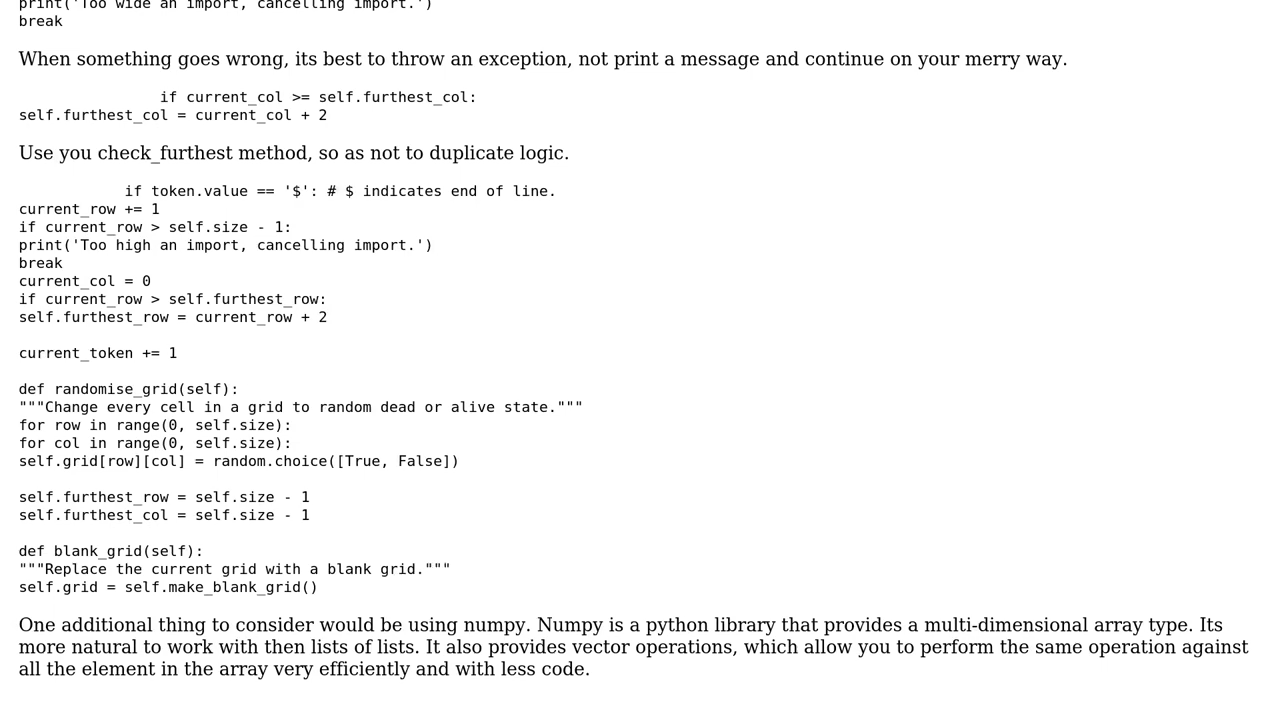 print('Too wide an import, cancelling import.')
break
When something goes wrong, its best to throw an exception, not print a message and continue on your merry way.
if current_col >= self.furthest_col:
self.furthest_col = current_col + 2
Use you check_furthest method, so as not to duplicate logic.
if token.value == '$': # $ indicates end of line.
current_row += 1
if current_row > self.size - 1:
print('Too high an import, cancelling import.')
break
current_col = 0
if current_row > self.furthest_row:
self.furthest_row = current_row + 2
current_token += 1
def randomise_grid(self):
"""Change every cell in a grid to random dead or alive state."""
for row in range(0, self.size):
for col in range(0, self.size):
self.grid[row][col] = random.choice([True, False])
self.furthest_row = self.size - 1
self.furthest_col = self.size - 1
def blank_grid(self):
"""Replace the current grid with a blank grid."""
self.grid = self.make_blank_grid()
One additional thing to consider would be using numpy. Numpy is a python library that provides a multi-dimensional array type. Its
more natural to work with then lists of lists. It also provides vector operations, which allow you to perform the same operation against
all the element in the array very efficiently and with less code.